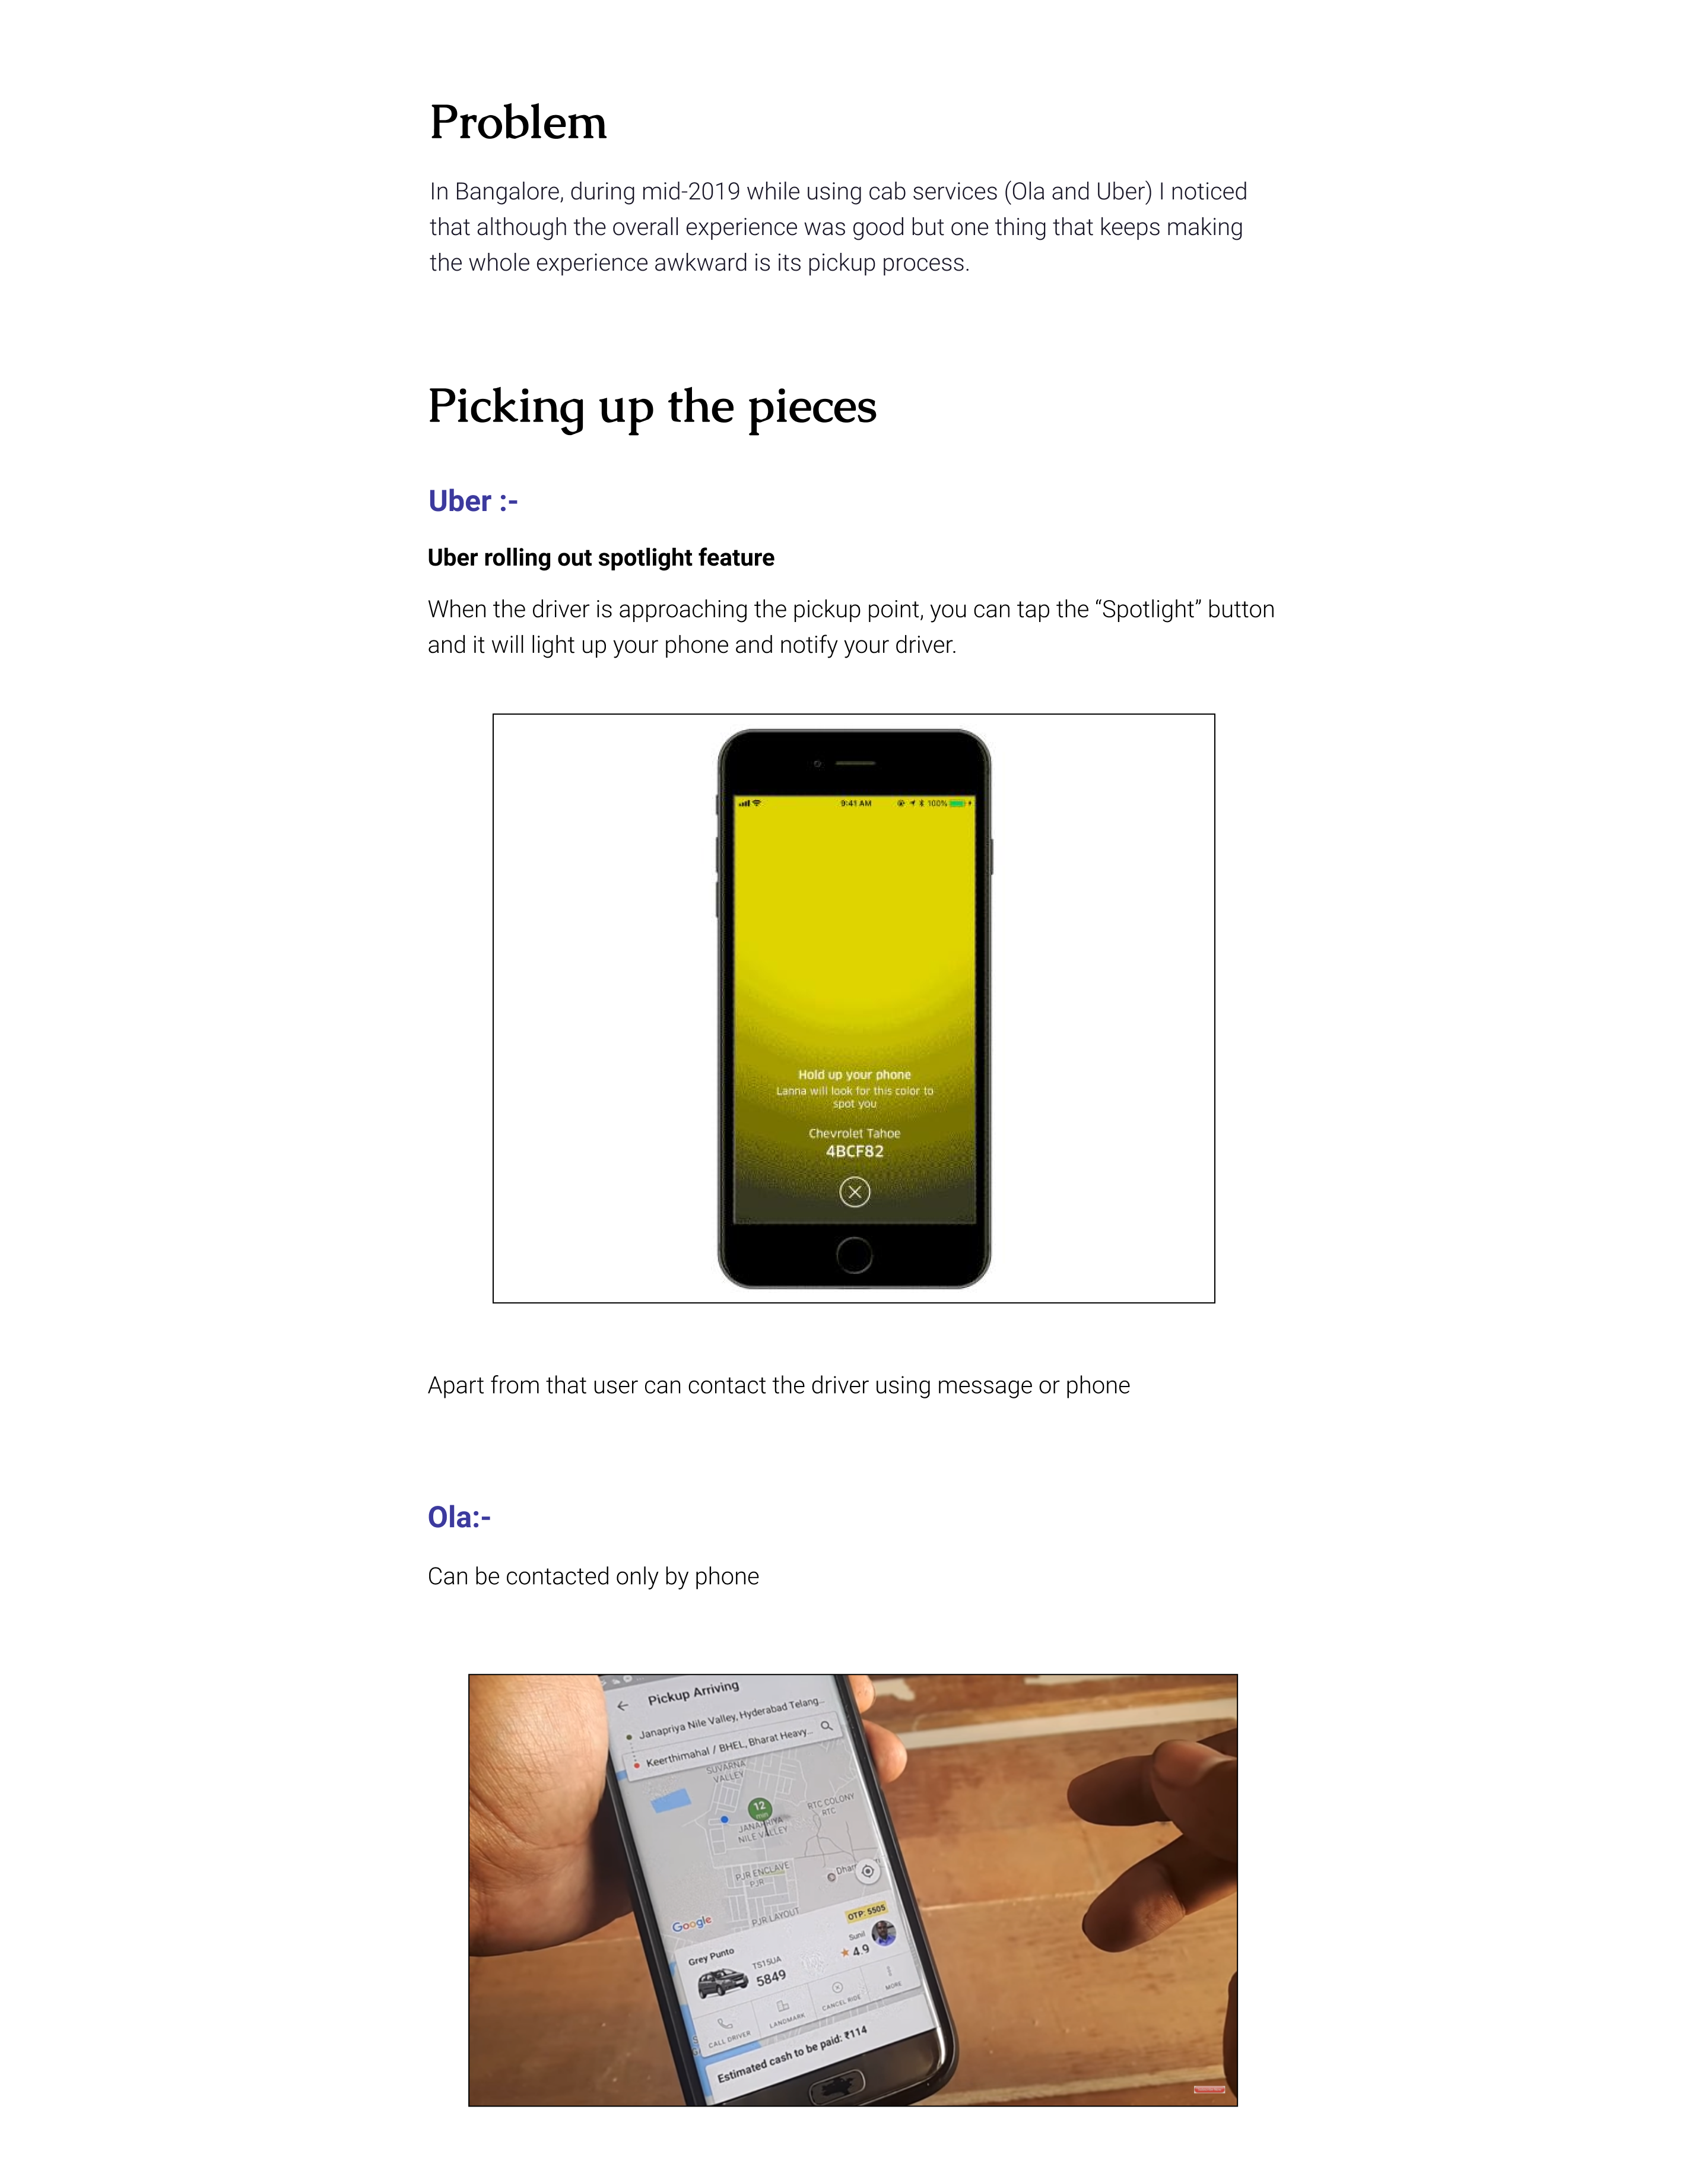 Problem
In Bangalore, during mid-2019 while using cab services (Ola and Uber) I noticed
that although the overall experience was good but one thing that keeps making
the whole experience awkward is its pickup process.
Picking up the pieces
Uber :-
Uber rolling out spotlight feature
When the driver is approaching the pickup point, you can tap the “Spotlight” button
and it will light up your phone and notify your driver.
9:41 AM 100%
Hold up your phone
Lanna will look for this color to
spot you
Chevrolet Tahoe
4BCF82
Apart from that user can contact the driver using message or phone
Ola:-
Can be contacted only by phone
Pickup Arriving
Janapriya Nile Valley, Hyderabad Telang...
Keerthimahal / BHEL, Bharat Heavy...
SUVARNA
VALLEY
12
min
RTC COLONY
RTC
JANAPRIYA
NILE VALLEY
PJR ENCLAVE
PJR
Dhar
Google
PJR LAYOUT
OTP: 5505
Grey Punto
Sunil
4.9
TS15UA
5849
CALL DRIVER
LANDMARK
CANCEL RIDE
MORE
Estimated cash to be paid: ₹114